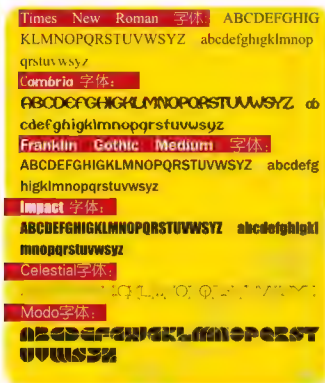 Times New Roman 字体: ABCDEFGHIG
KLMNOPQRSTUVWSYZ abcdefghigklmnop
qrstuvwsyz
Cambria 字体：
ABCDEFGHIGKLMNOPQRSTUVWSYZ ab
cdefghigklmnopqrstuvwsyz
Franklin Gothic Medium 字体：
ABCDEFGHIGKLMNOPQRSTUVWSYZ abcdefg
higklmnopqrstuvwsyz
Impact 字体：
ABCDEFGHIGKLMNOPQRSTUVWSYZ abcdefghigkl
mnopqrstuvwsyz
Celestial字体：
Modo字体：
ABCDEFGHIGKLMNOPQRST
UVWSYZ